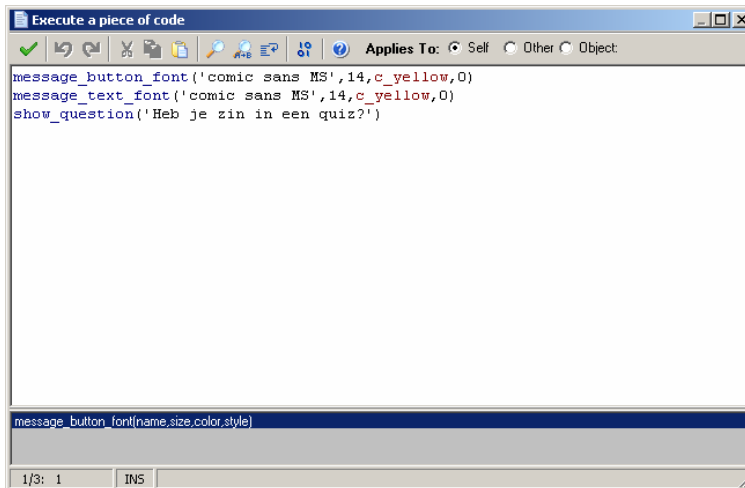 Execute a piece of code
Applies To: Self Other Object:
message_button_font('comic sans MS',14,c_yellow,0)
message_text_font('comic sans MS',14,c_yellow,0)
show_question('Heb je zin in een quiz?')
message_button_font(name,size,color,style)
1/3: 1 INS